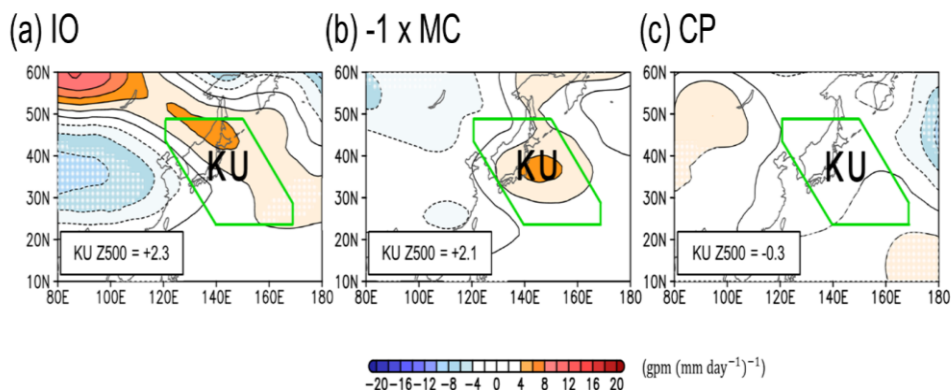 (a) IO
(b) -1 x MC
(c) CP
60N
50N
40N
30N
20N
10N
80E
100E
120E
140E
160E
180
KU
KU Z500 = +2.3
60N
50N
40N
30N
20N
10N
80E
100E
120E
140E
160E
180
KU
KU Z500 = +2.1
60N
50N
40N
30N
20N
10N
80E
100E
120E
140E
160E
180
KU
KU Z500 = -0.3
−20 −16 −12 −8 −4 0 4 8 12 16 20
(gpm (mm day⁻¹)⁻¹)